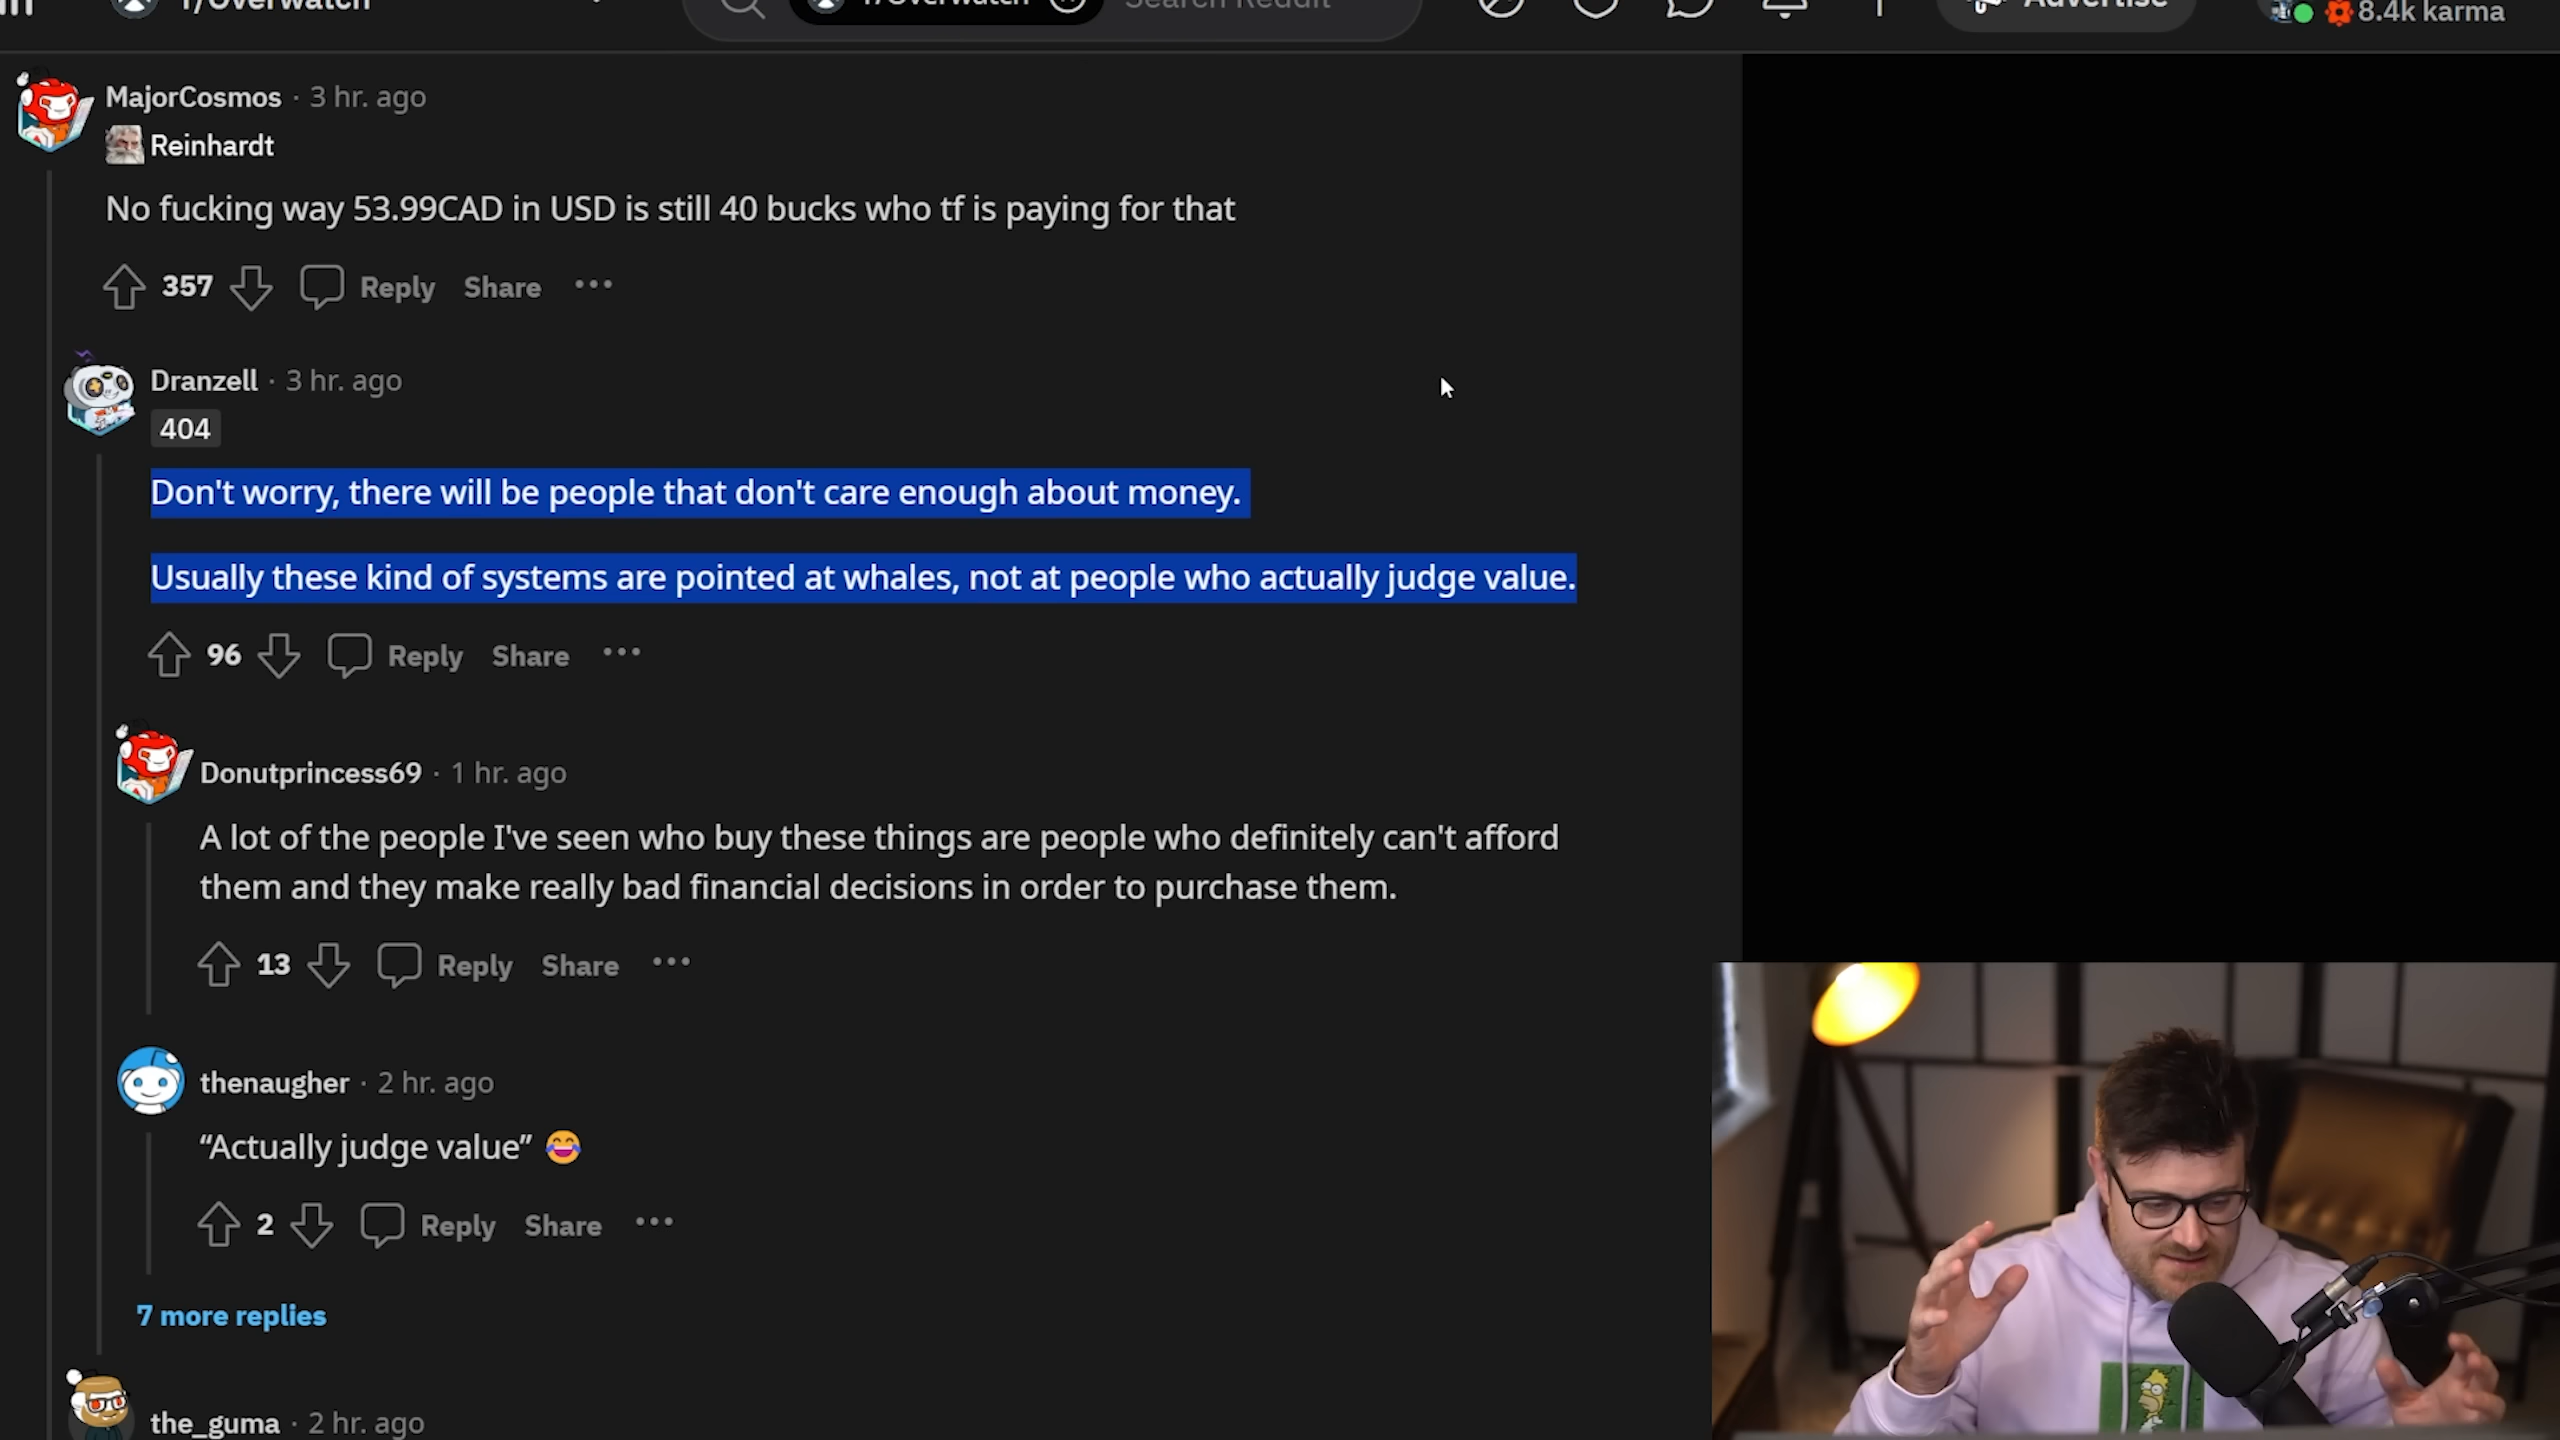 r/Overwatch
r/Overwatch
Search Reddit
Advertise
8.4k karma
MajorCosmos · 3 hr. ago
Reinhardt
No fucking way 53.99CAD in USD is still 40 bucks who tf is paying for that
357 Reply Share ···
Dranzell · 3 hr. ago
404
Don't worry, there will be people that don't care enough about money.
Usually these kind of systems are pointed at whales, not at people who actually judge value.
96 Reply Share ···
Donutprincess69 · 1 hr. ago
A lot of the people I've seen who buy these things are people who definitely can't afford
them and they make really bad financial decisions in order to purchase them.
13 Reply Share ···
thenaugher · 2 hr. ago
“Actually judge value” 😂
2 Reply Share ···
7 more replies
the_guma · 2 hr. ago